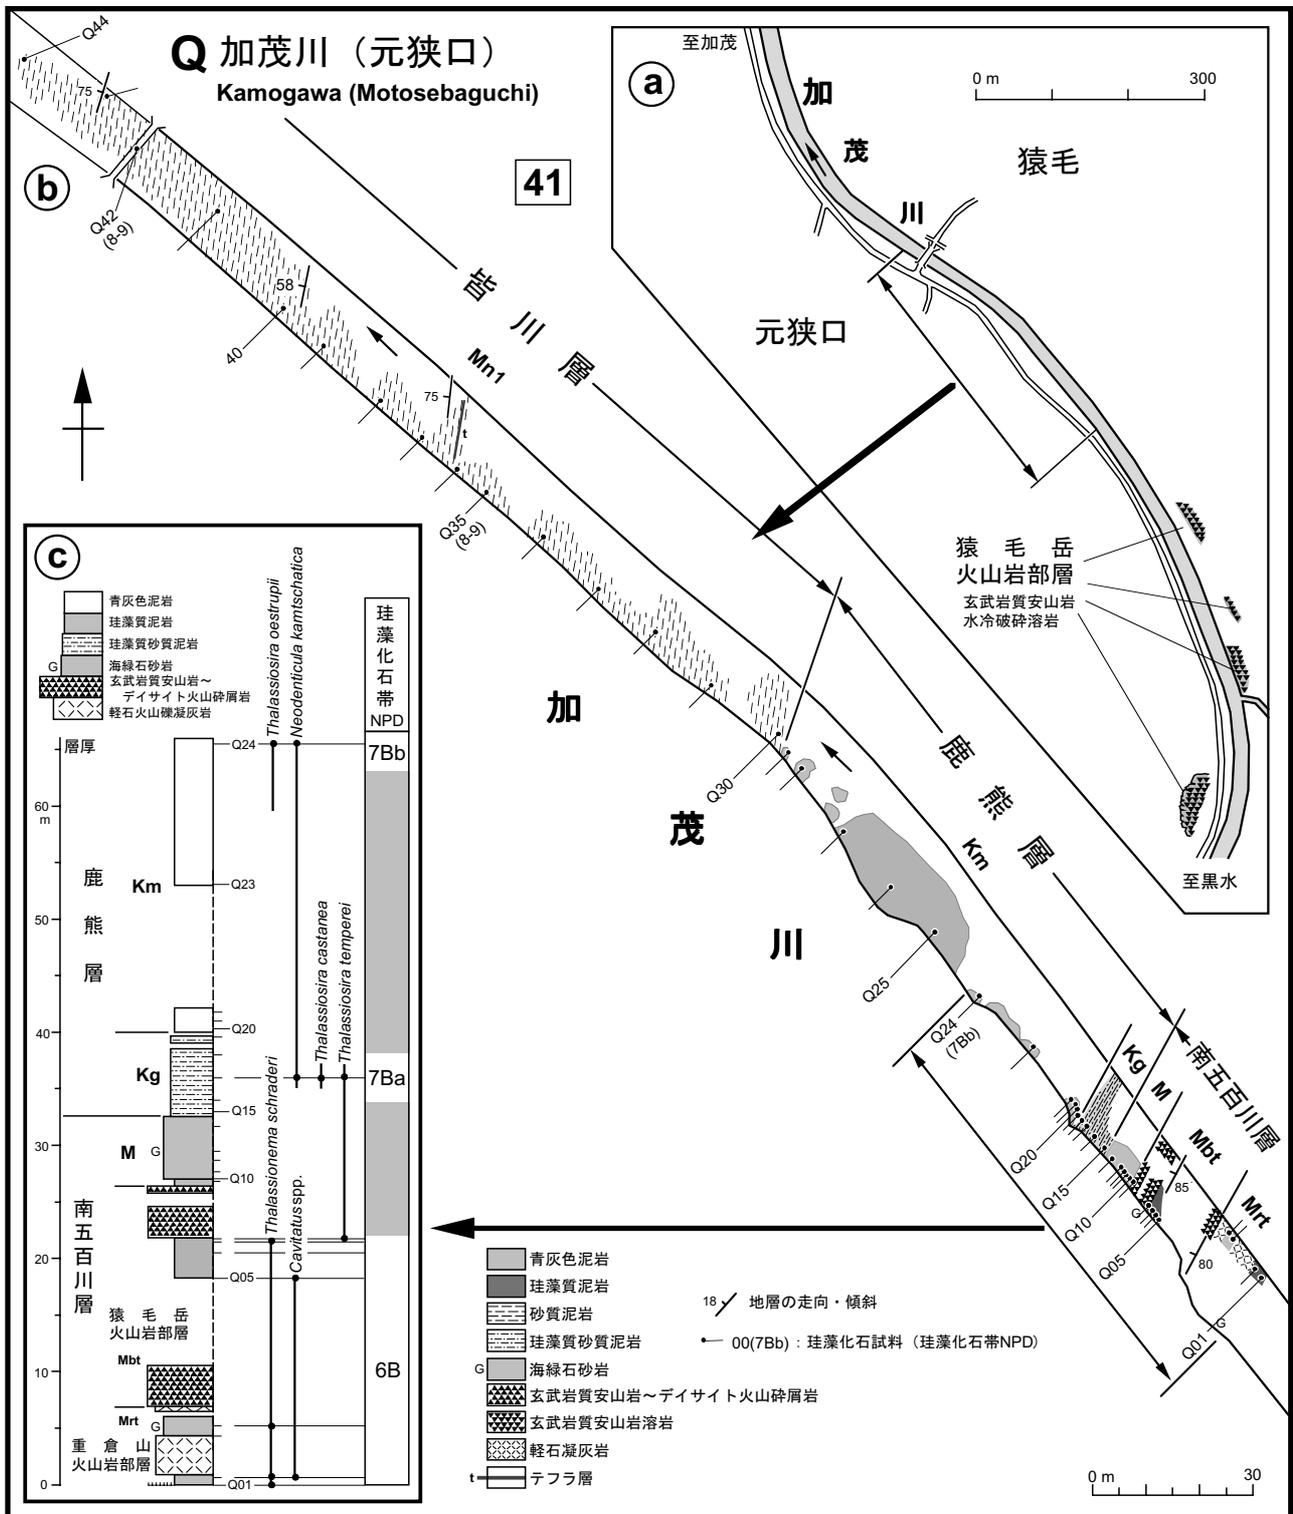 Q 加茂川（元狭口）
Kamogawa (Motosebaguchi)
41
a
至加茂
0 m 300
加
茂
川
猿毛
元狭口
猿毛岳
火山岩部層
玄武岩質安山岩
水冷破砕溶岩
至黒水
b
Q44
75
Q42
(8-9)
58
40
75
t
Q35
(8-9)
Q30
Q25
Q24
(7Bb)
Q20
Q15
Q10
G
Q05
85
80
G
Q01
皆川層
Mn1
鹿熊層
Km
Kg
M
南五百川層
Mbt
Mrt
加
茂
川
c
青灰色泥岩
珪藻質泥岩
珪藻質砂質泥岩
G 海緑石砂岩
玄武岩質安山岩～
デイサイト火山砕屑岩
軽石火山礫凝灰岩
Thalassiosira oestrupii
Neodenticula kamtschatica
珪藻化石帯
NPD
層厚
60
m
50
40
30
20
10
0
鹿熊層
Km
Kg
M
G
南五百川層
猿毛岳
火山岩部層
Mbt
Mrt
G
重倉山
火山岩部層
Q24
Q23
Q20
Q15
Q10
Q05
Q01
Thalassiosira castanea
Thalassiosira temperei
Thalassionema schraderi
Cavitatus spp.
7Bb
7Ba
6B
青灰色泥岩
珪藻質泥岩
砂質泥岩
珪藻質砂質泥岩
G 海緑石砂岩
玄武岩質安山岩～デイサイト火山砕屑岩
玄武岩質安山岩溶岩
軽石凝灰岩
t テフラ層
18 地層の走向・傾斜
00(7Bb)：珪藻化石試料（珪藻化石帯NPD）
0 m 30